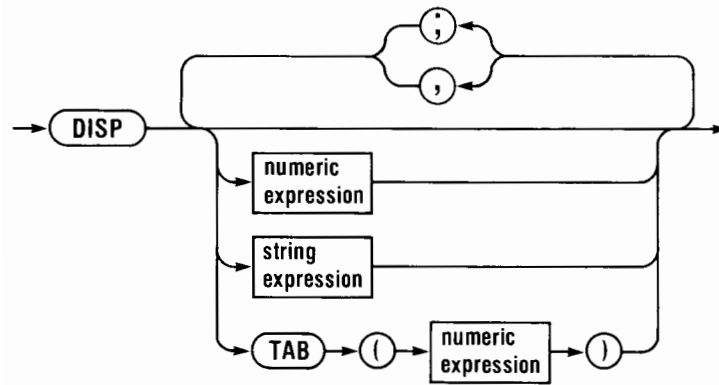 ;
,
DISP
numeric
expression
string
expression
TAB ( numeric
expression )